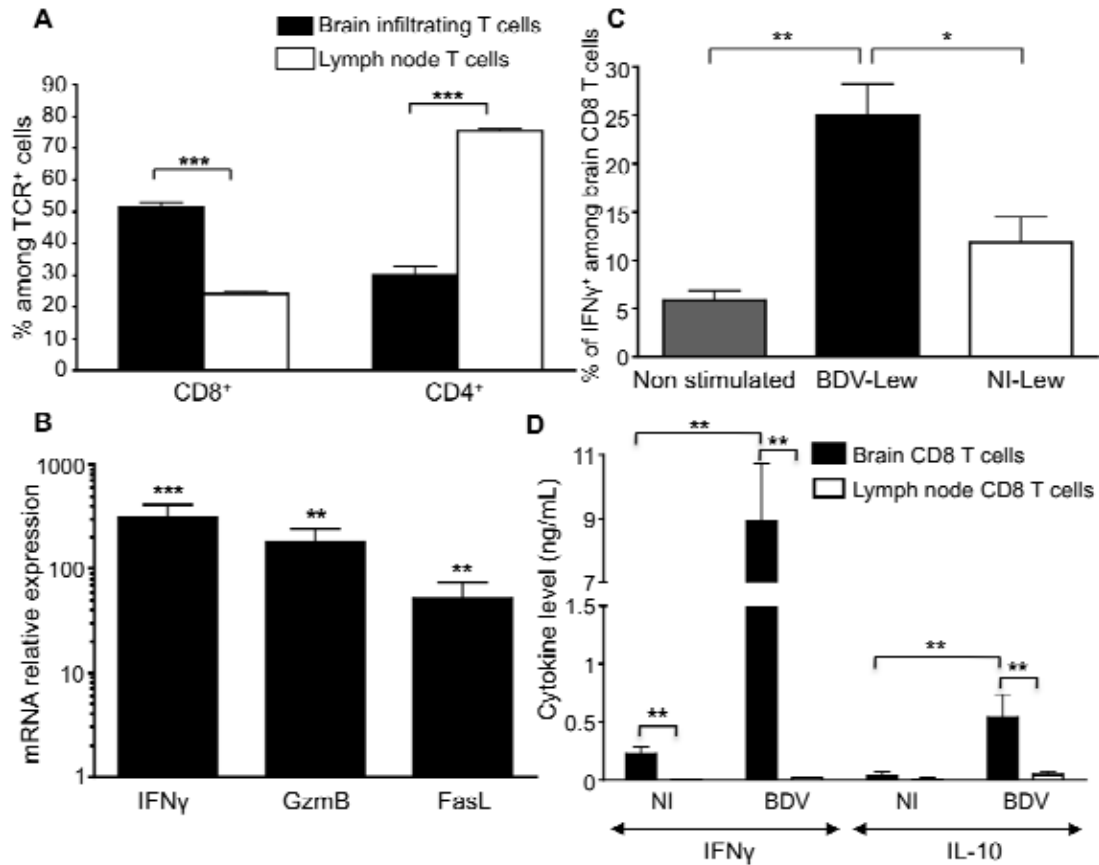 A
Brain infiltrating T cells
Lymph node T cells
% among TCR⁺ cells
90
80
70
60
50
40
30
20
10
0
***
***
CD8⁺
CD4⁺
B
mRNA relative expression
1000
100
10
1
***
**
**
IFNγ
GzmB
FasL
C
% of IFNγ⁺ among brain CD8 T cells
30
25
20
15
10
5
0
**
*
Non stimulated
BDV-Lew
NI-Lew
D
Brain CD8 T cells
Lymph node CD8 T cells
Cytokine level (ng/mL)
11
9
7
1.5
1
0.5
0
**
**
**
**
**
NI
BDV
NI
BDV
IFNγ
IL-10